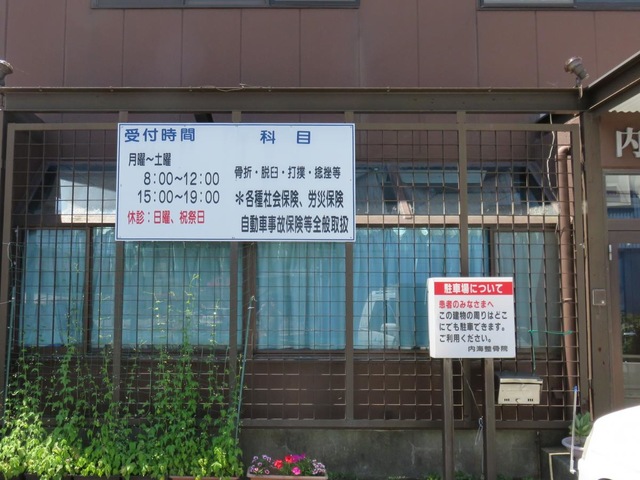 受付時間 科目
月曜〜土曜
8:00〜12:00 骨折・脱臼・打撲・捻挫等
15:00〜19:00 ＊各種社会保険、労災保険
休診：日曜、祝祭日 自動車事故保険等全般取扱
内
駐車場について
患者のみなさまへ
この建物の周りはどこ
にでも駐車できます。
ご利用ください。
内海整骨院